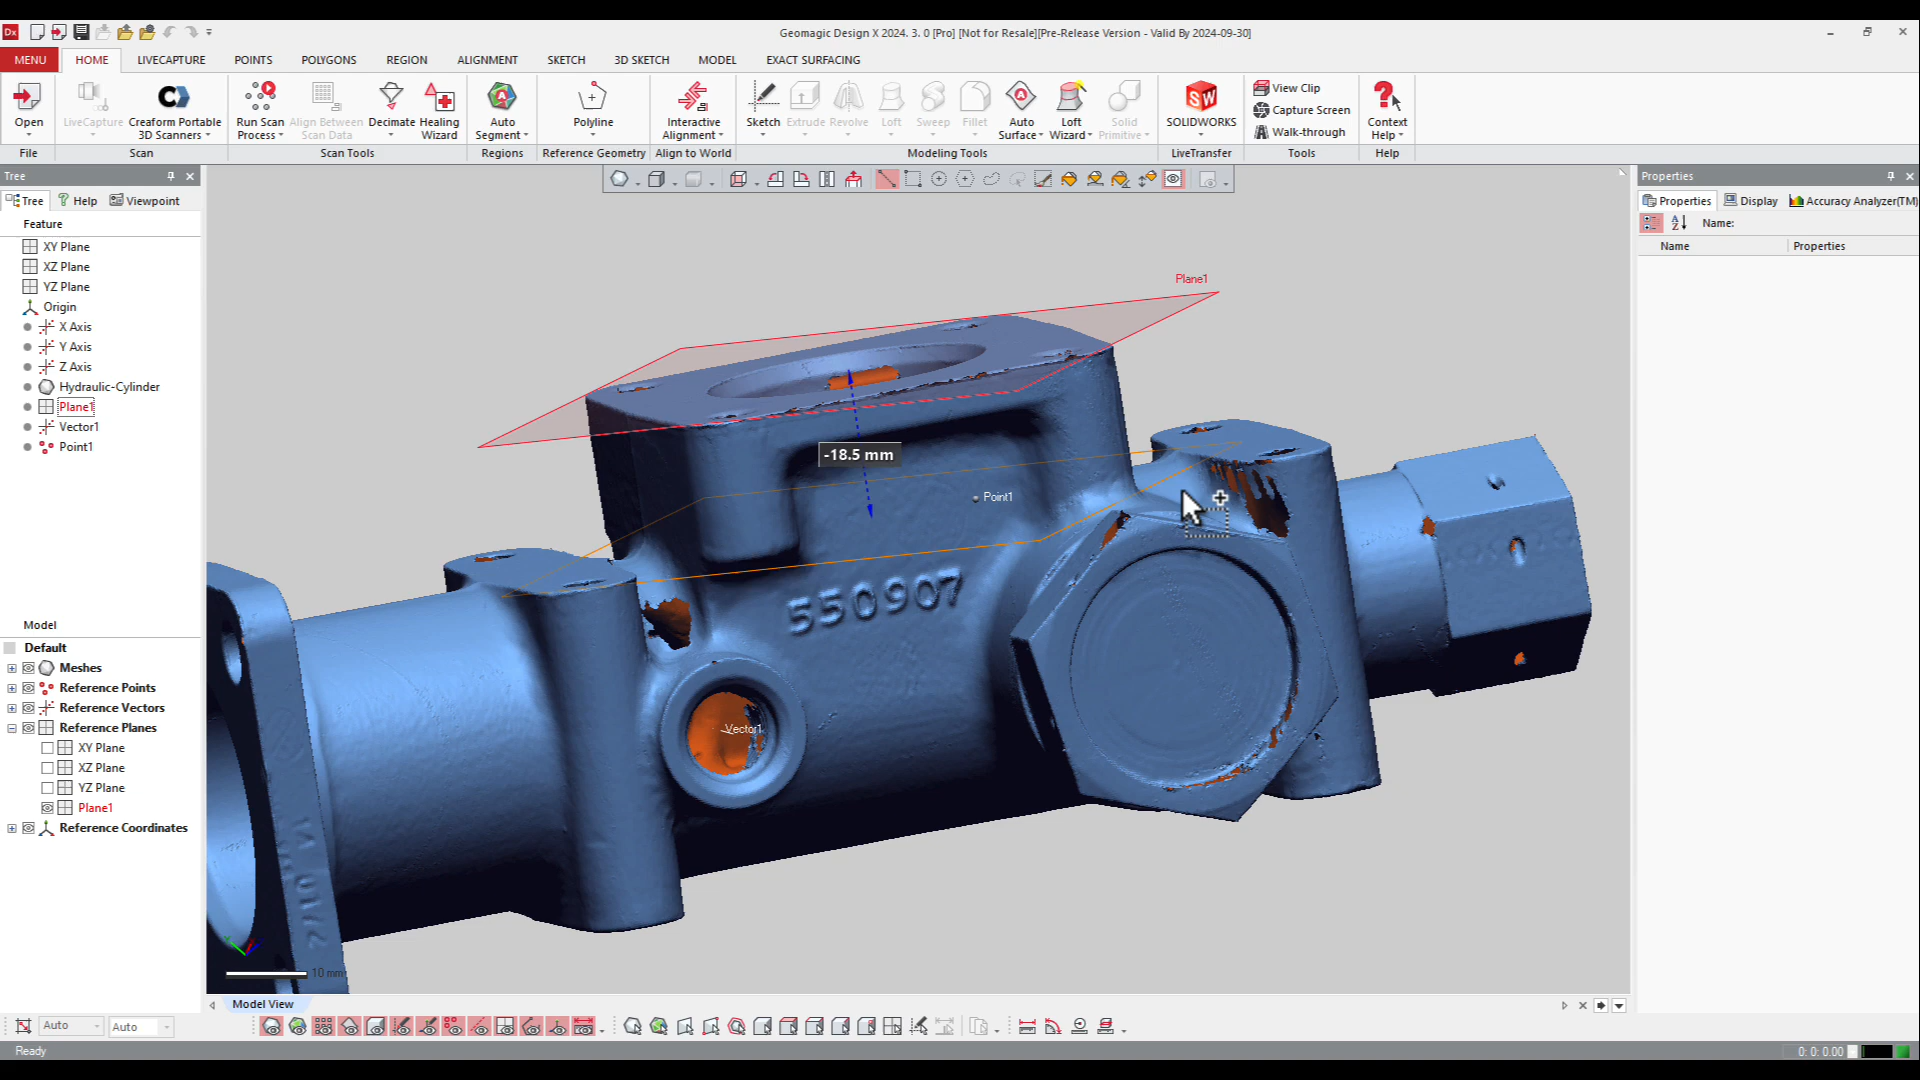 Dx
Geomagic Design X 2024. 3. 0 [Pro] [Not for Resale][Pre-Release Version - Valid By 2024-09-30]
MENU HOME LIVECAPTURE POINTS POLYGONS REGION ALIGNMENT SKETCH 3D SKETCH MODEL EXACT SURFACING
Open
LiveCapture
Creaform Portable
3D Scanners
Run Scan
Process
Align Between
Scan Data
Decimate
Healing
Wizard
Auto
Segment
Polyline
Interactive
Alignment
Sketch
Extrude
Revolve
Loft
Sweep
Fillet
Auto
Surface
Loft
Wizard
Solid
Primitive
SW
SOLIDWORKS
View Clip
Capture Screen
Walk-through
Context
Help
File Scan Scan Tools Regions Reference Geometry Align to World Modeling Tools LiveTransfer Tools Help
Tree
Tree Help Viewpoint
Feature
XY Plane
XZ Plane
YZ Plane
Origin
X Axis
Y Axis
Z Axis
Hydraulic-Cylinder
Plane1
Vector1
Point1
Model
Default
Meshes
Reference Points
Reference Vectors
Reference Planes
XY Plane
XZ Plane
YZ Plane
Plane1
Reference Coordinates
Plane1
-18.5 mm
Point1
550907
Vector1
10 mm
Properties
Properties Display Accuracy Analyzer(TM)
Name:
Name Properties
Model View
Auto Auto
Ready
0: 0: 0.00